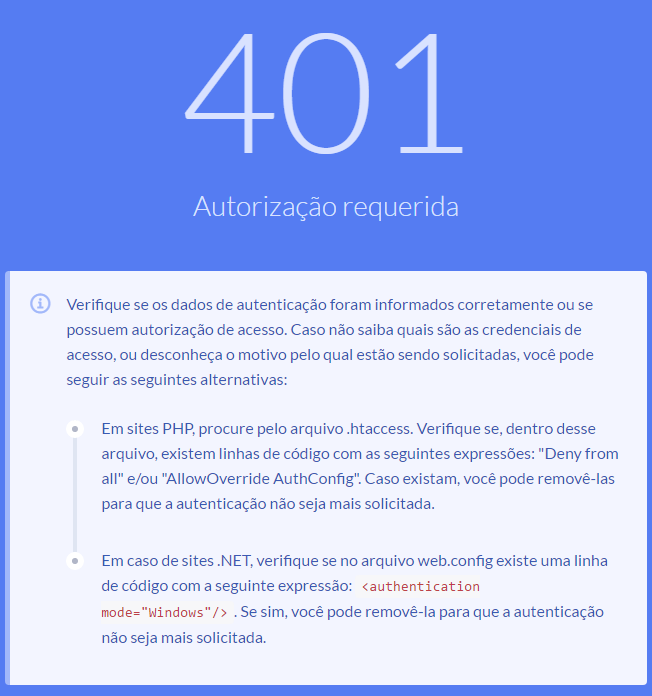 401
Autorização requerida
Verifique se os dados de autenticação foram informados corretamente ou se
possuem autorização de acesso. Caso não saiba quais são as credenciais de
acesso, ou desconheça o motivo pelo qual estão sendo solicitadas, você pode
seguir as seguintes alternativas:
Em sites PHP, procure pelo arquivo .htaccess. Verifique se, dentro desse
arquivo, existem linhas de código com as seguintes expressões: "Deny from
all" e/ou "AllowOverride AuthConfig". Caso existam, você pode removê-las
para que a autenticação não seja mais solicitada.
Em caso de sites .NET, verifique se no arquivo web.config existe uma linha
de código com a seguinte expressão: <authentication
mode="Windows"/> . Se sim, você pode removê-la para que a autenticação
não seja mais solicitada.